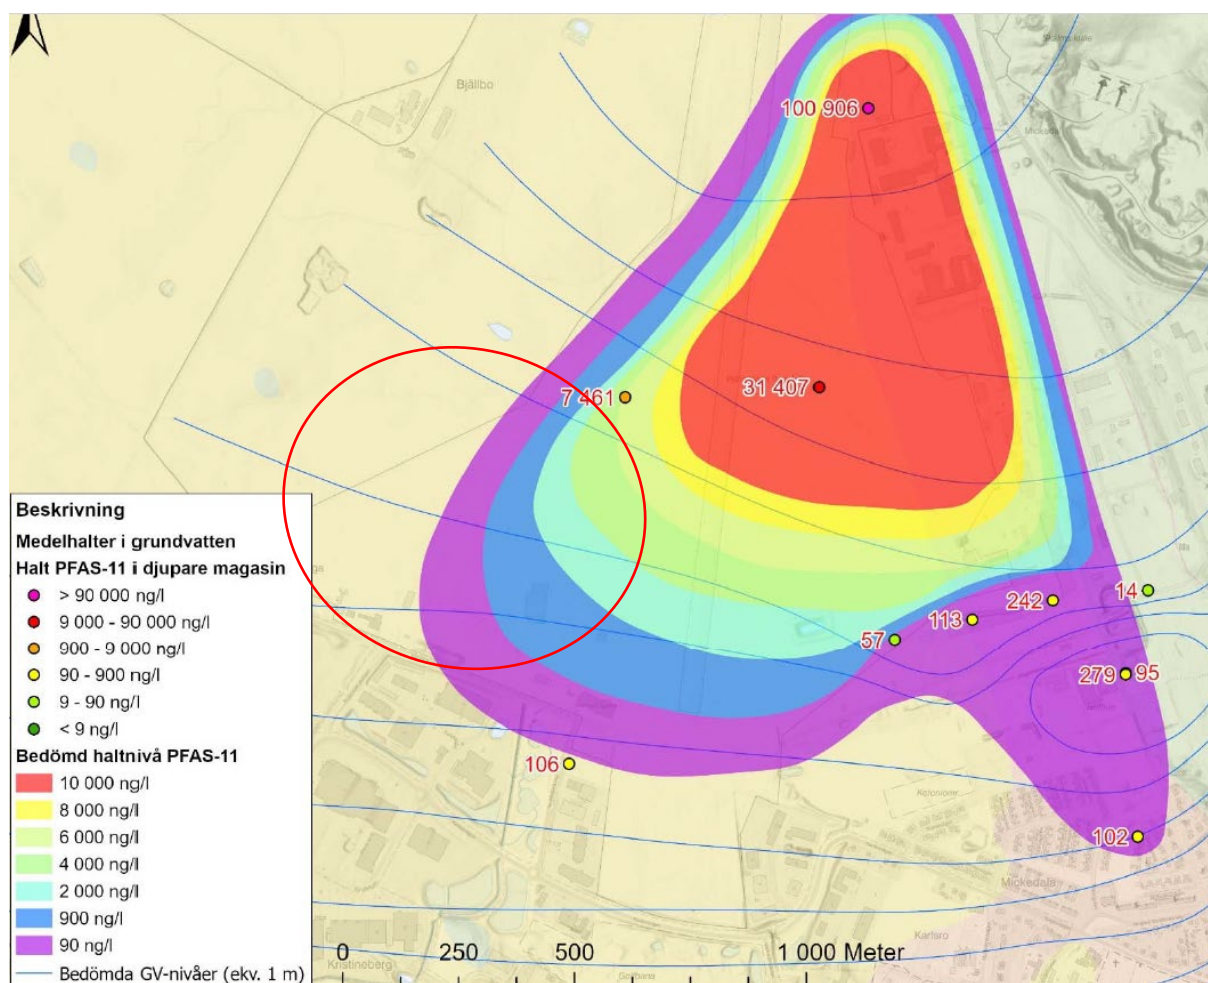 Bjällbo
100 906
7 461
31 407
14
242
113
57
279
95
106
102
Mickedala
Karlsro
Kristineberg
Beskrivning
Medelhalter i grundvatten
Halt PFAS-11 i djupare magasin
> 90 000 ng/l
9 000 - 90 000 ng/l
900 - 9 000 ng/l
90 - 900 ng/l
9 - 90 ng/l
< 9 ng/l
Bedömd haltnivå PFAS-11
10 000 ng/l
8 000 ng/l
6 000 ng/l
4 000 ng/l
2 000 ng/l
900 ng/l
90 ng/l
Bedömda GV-nivåer (ekv. 1 m)
0 250 500 1 000 Meter